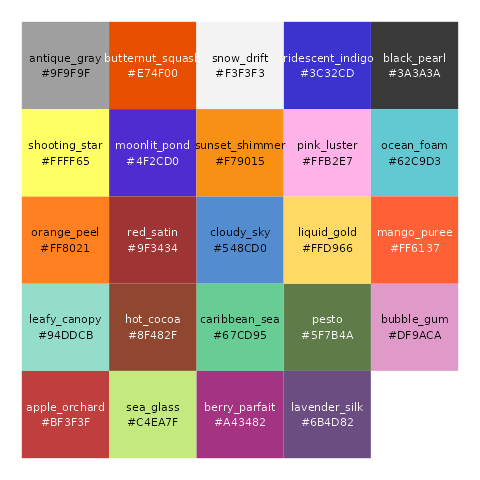 antique_gray
#9F9F9F
butternut_squash
#E74F00
snow_drift
#F3F3F3
iridescent_indigo
#3C32CD
black_pearl
#3A3A3A
shooting_star
#FFFF65
moonlit_pond
#4F2CD0
sunset_shimmer
#F79015
pink_luster
#FFB2E7
ocean_foam
#62C9D3
orange_peel
#FF8021
red_satin
#9F3434
cloudy_sky
#548CD0
liquid_gold
#FFD966
mango_puree
#FF6137
leafy_canopy
#94DDCB
hot_cocoa
#8F482F
caribbean_sea
#67CD95
pesto
#5F7B4A
bubble_gum
#DF9ACA
apple_orchard
#BF3F3F
sea_glass
#C4EA7F
berry_parfait
#A43482
lavender_silk
#6B4D82